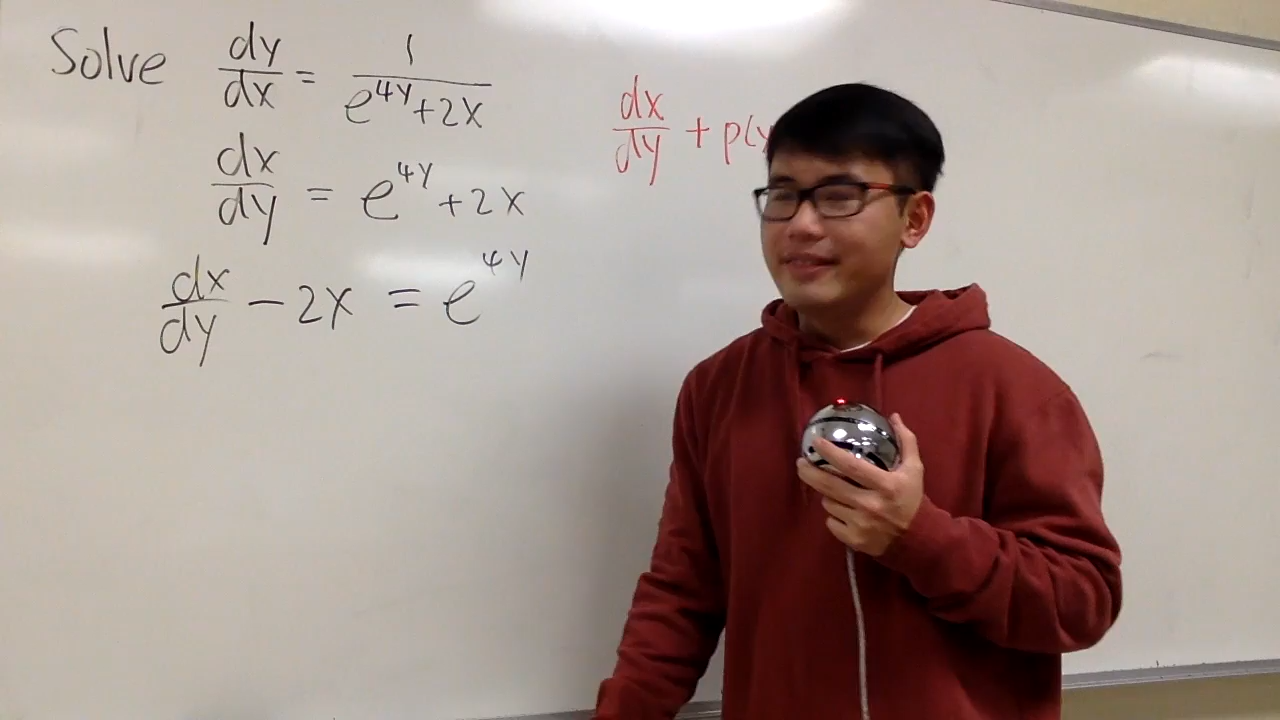 Solve dy/dx = 1/(e^{4y}+2x)
dx/dy = e^{4y} + 2x
dx/dy - 2x = e^{4y}
dx/dy + p(y